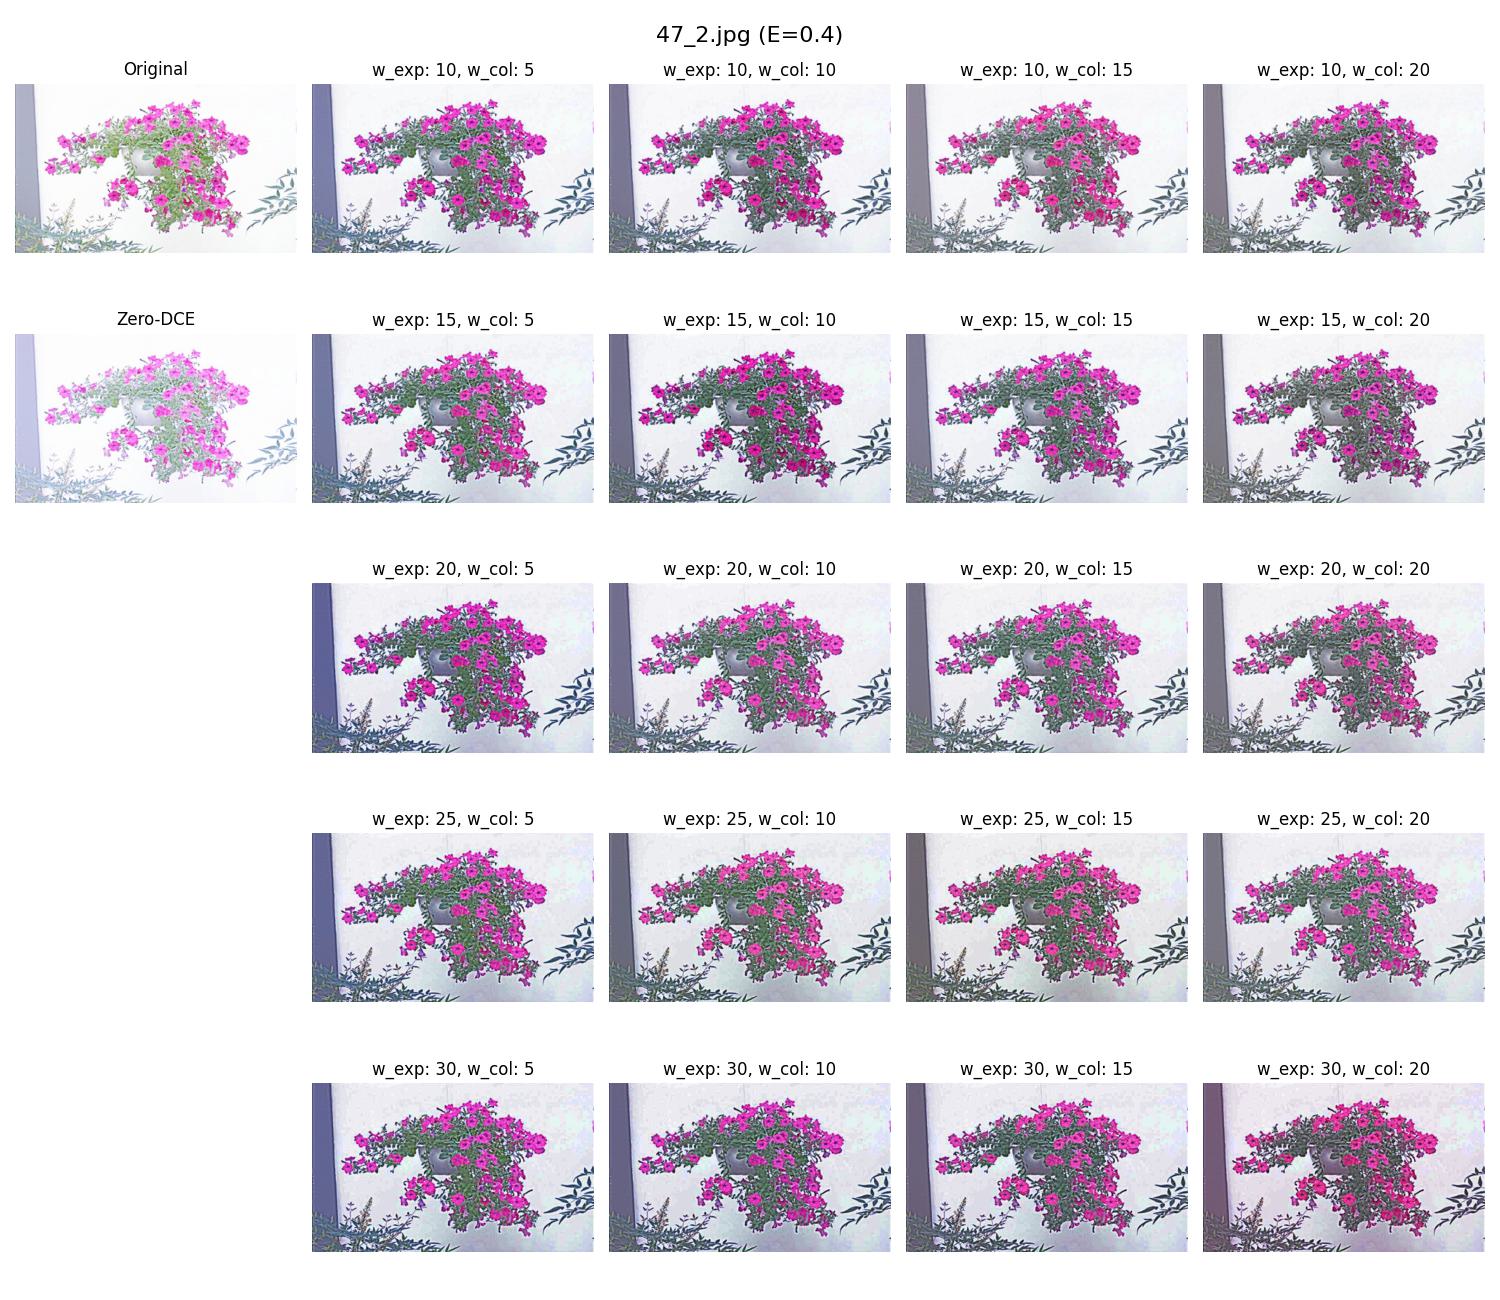 47_2.jpg (E=0.4)
Original
w_exp: 10, w_col: 5
w_exp: 10, w_col: 10
w_exp: 10, w_col: 15
w_exp: 10, w_col: 20
Zero-DCE
w_exp: 15, w_col: 5
w_exp: 15, w_col: 10
w_exp: 15, w_col: 15
w_exp: 15, w_col: 20
w_exp: 20, w_col: 5
w_exp: 20, w_col: 10
w_exp: 20, w_col: 15
w_exp: 20, w_col: 20
w_exp: 25, w_col: 5
w_exp: 25, w_col: 10
w_exp: 25, w_col: 15
w_exp: 25, w_col: 20
w_exp: 30, w_col: 5
w_exp: 30, w_col: 10
w_exp: 30, w_col: 15
w_exp: 30, w_col: 20